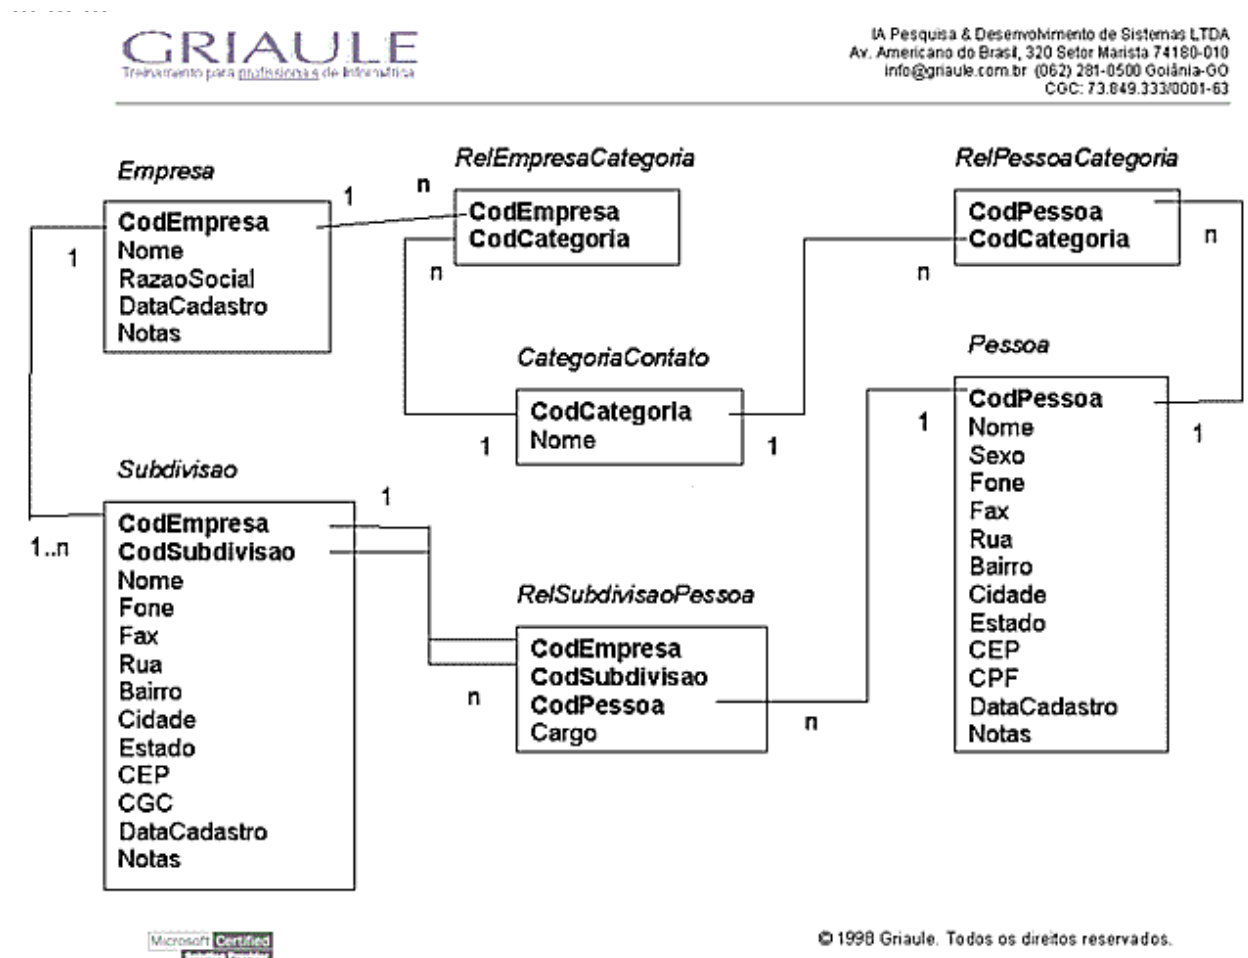 GRIAULE
Treinamento para profissionais de Informática
IA Pesquisa & Desenvolvimento de Sistemas LTDA
Av. Americano do Brasil, 320 Setor Marista 74180-010
info@griaule.com.br (062) 281-0500 Goiânia-GO
CGC: 73.849.333/0001-63
Empresa
1
n
CodEmpresa
Nome
RazaoSocial
DataCadastro
Notas
1
RelEmpresaCategoria
CodEmpresa
CodCategoria
n
RelPessoaCategoria
CodPessoa
CodCategoria
n
n
CategoriaContato
CodCategoria
Nome
1
1
Pessoa
CodPessoa
Nome
Sexo
Fone
Fax
Rua
Bairro
Cidade
Estado
CEP
CPF
DataCadastro
Notas
1
1
Subdivisao
1
1..n
CodEmpresa
CodSubdivisao
Nome
Fone
Fax
Rua
Bairro
Cidade
Estado
CEP
CGC
DataCadastro
Notas
RelSubdivisaoPessoa
CodEmpresa
CodSubdivisao
CodPessoa
Cargo
n
n
Microsoft Certified
© 1998 Griaule. Todos os direitos reservados.